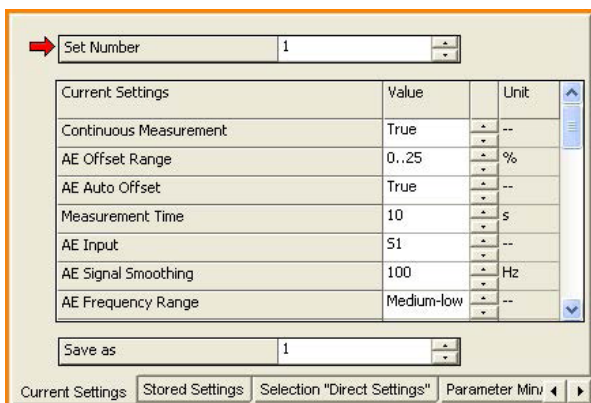 Set Number 1
Current Settings Value Unit
Continuous Measurement True --
AE Offset Range 0..25 %
AE Auto Offset True --
Measurement Time 10 s
AE Input S1 --
AE Signal Smoothing 100 Hz
AE Frequency Range Medium-low --
Save as 1
Current Settings Stored Settings Selection "Direct Settings" Parameter Min/